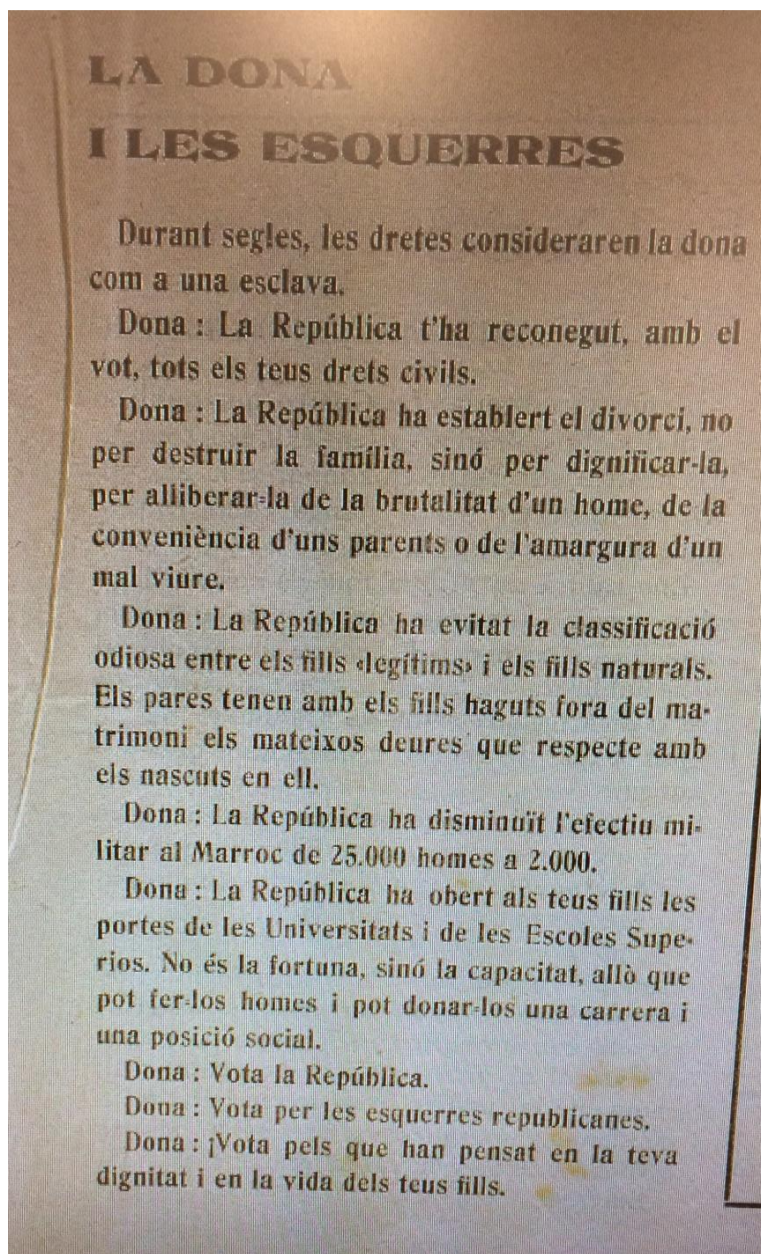 LA DONA
I LES ESQUERRES
Durant segles, les dretes consideraren la dona
com a una esclava.
Dona : La República t'ha reconegut, amb el
vot, tots els teus drets civils.
Dona : La República ha establert el divorci, no
per destruir la família, sinó per dignificar-la,
per alliberar-la de la brutalitat d'un home, de la
conveniència d'uns parents o de l'amargura d'un
mal viure.
Dona : La República ha evitat la classificació
odiosa entre els fills «legítims» i els fills naturals.
Els pares tenen amb els fills haguts fora del ma-
trimoni els mateixos deures que respecte amb
els nascuts en ell.
Dona : La República ha disminuït l'efectiu mi-
litar al Marroc de 25.000 homes a 2.000.
Dona : La República ha obert als teus fills les
portes de les Universitats i de les Escoles Supe-
rios. No és la fortuna, sinó la capacitat, allò que
pot fer-los homes i pot donar-los una carrera i
una posició social.
Dona : Vota la República.
Dona : Vota per les esquerres republicanes.
Dona : ¡Vota pels que han pensat en la teva
dignitat i en la vida dels teus fills.